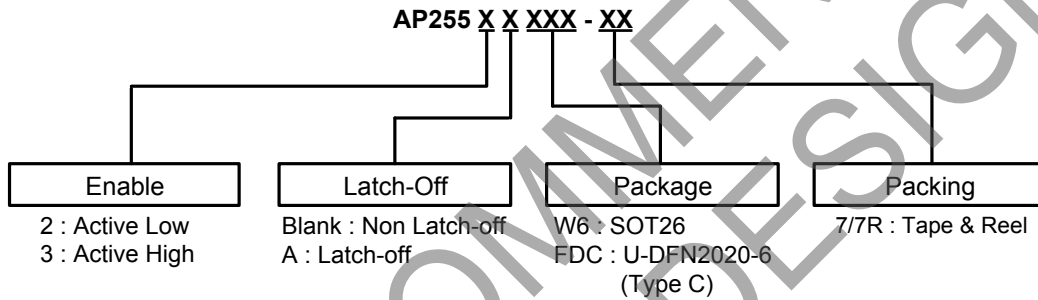 AP255 X X XXX - XX
Enable
Latch-Off
Package
Packing
2 : Active Low
3 : Active High
Blank : Non Latch-off
A : Latch-off
W6 : SOT26
FDC : U-DFN2020-6
(Type C)
7/7R : Tape & Reel